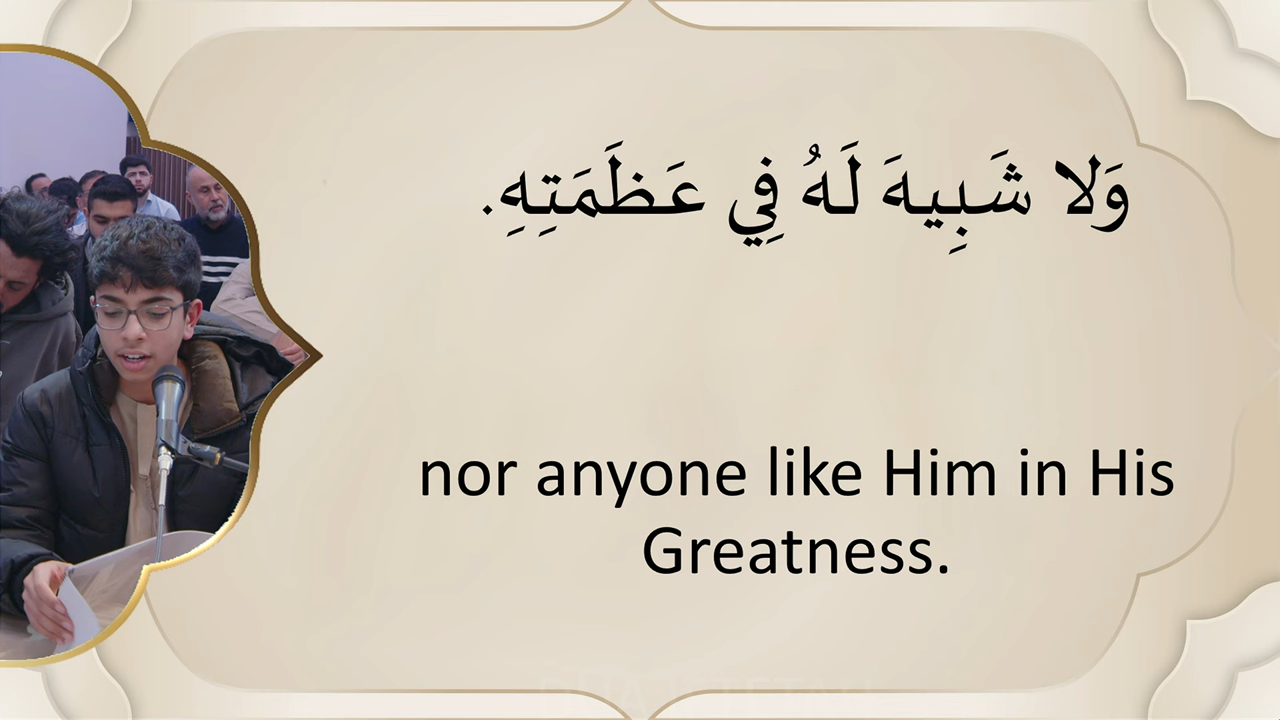 وَلا شَبِيهَ لَهُ فِي عَظَمَتِهِ.
nor anyone like Him in His
Greatness.